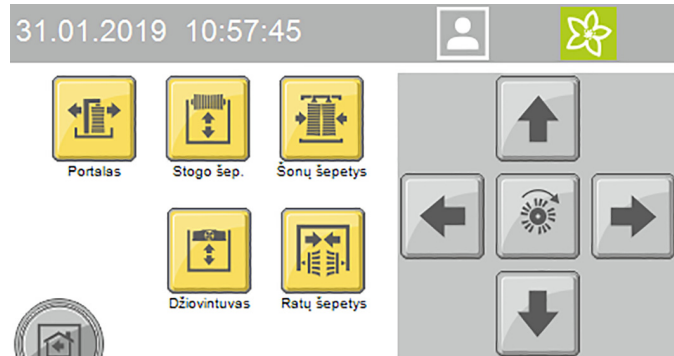 31.01.2019 10:57:45
Portalas
Stogo šep.
Šonų šepetys
Džiovintuvas
Ratų šepetys